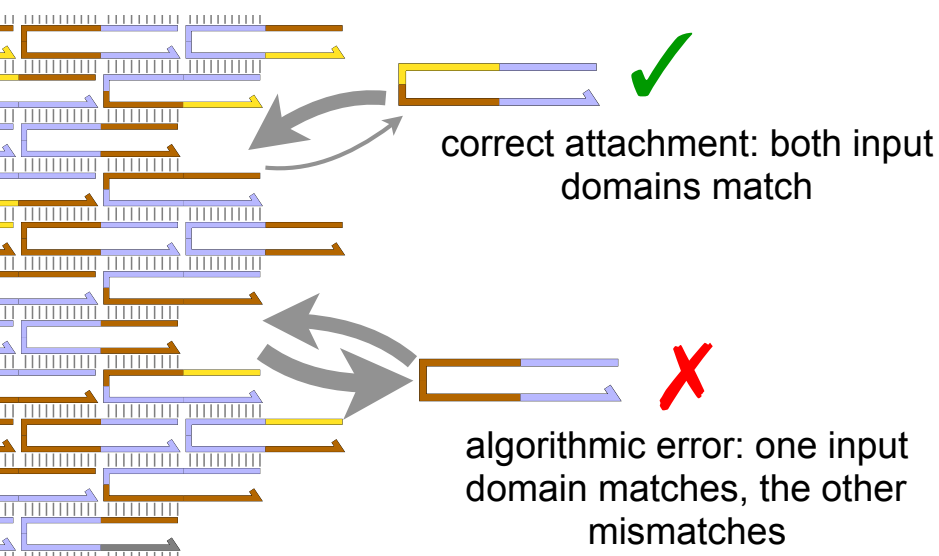 correct attachment: both input
domains match
algorithmic error: one input
domain matches, the other
mismatches